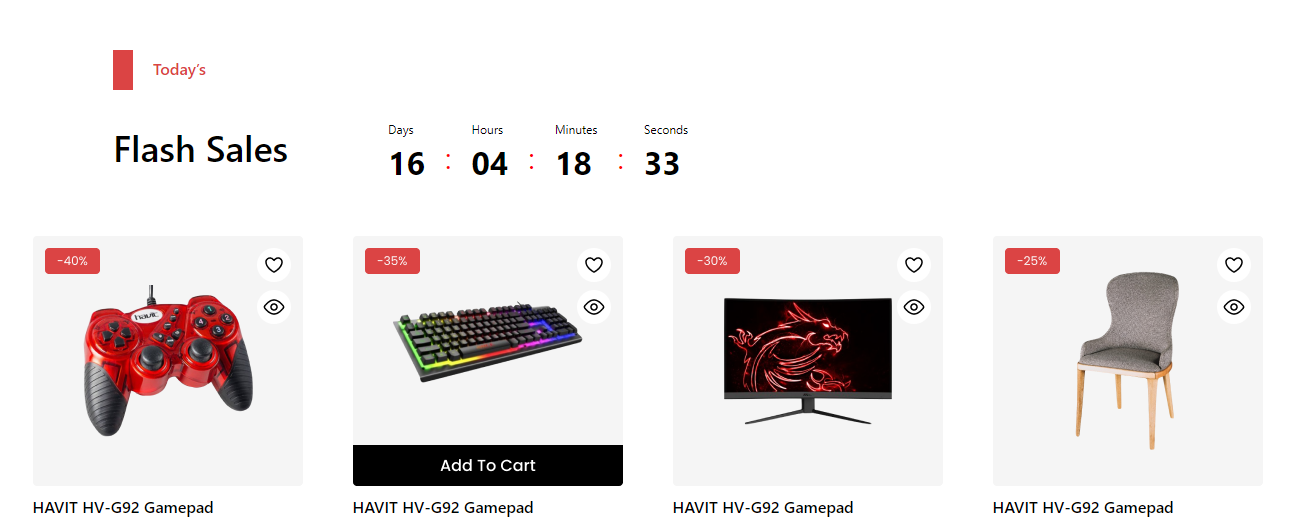 Today's
Flash Sales
Days Hours Minutes Seconds
16 : 04 : 18 : 33
-40%
-35%
-30%
-25%
havit
Add To Cart
HAVIT HV-G92 Gamepad
HAVIT HV-G92 Gamepad
HAVIT HV-G92 Gamepad
HAVIT HV-G92 Gamepad